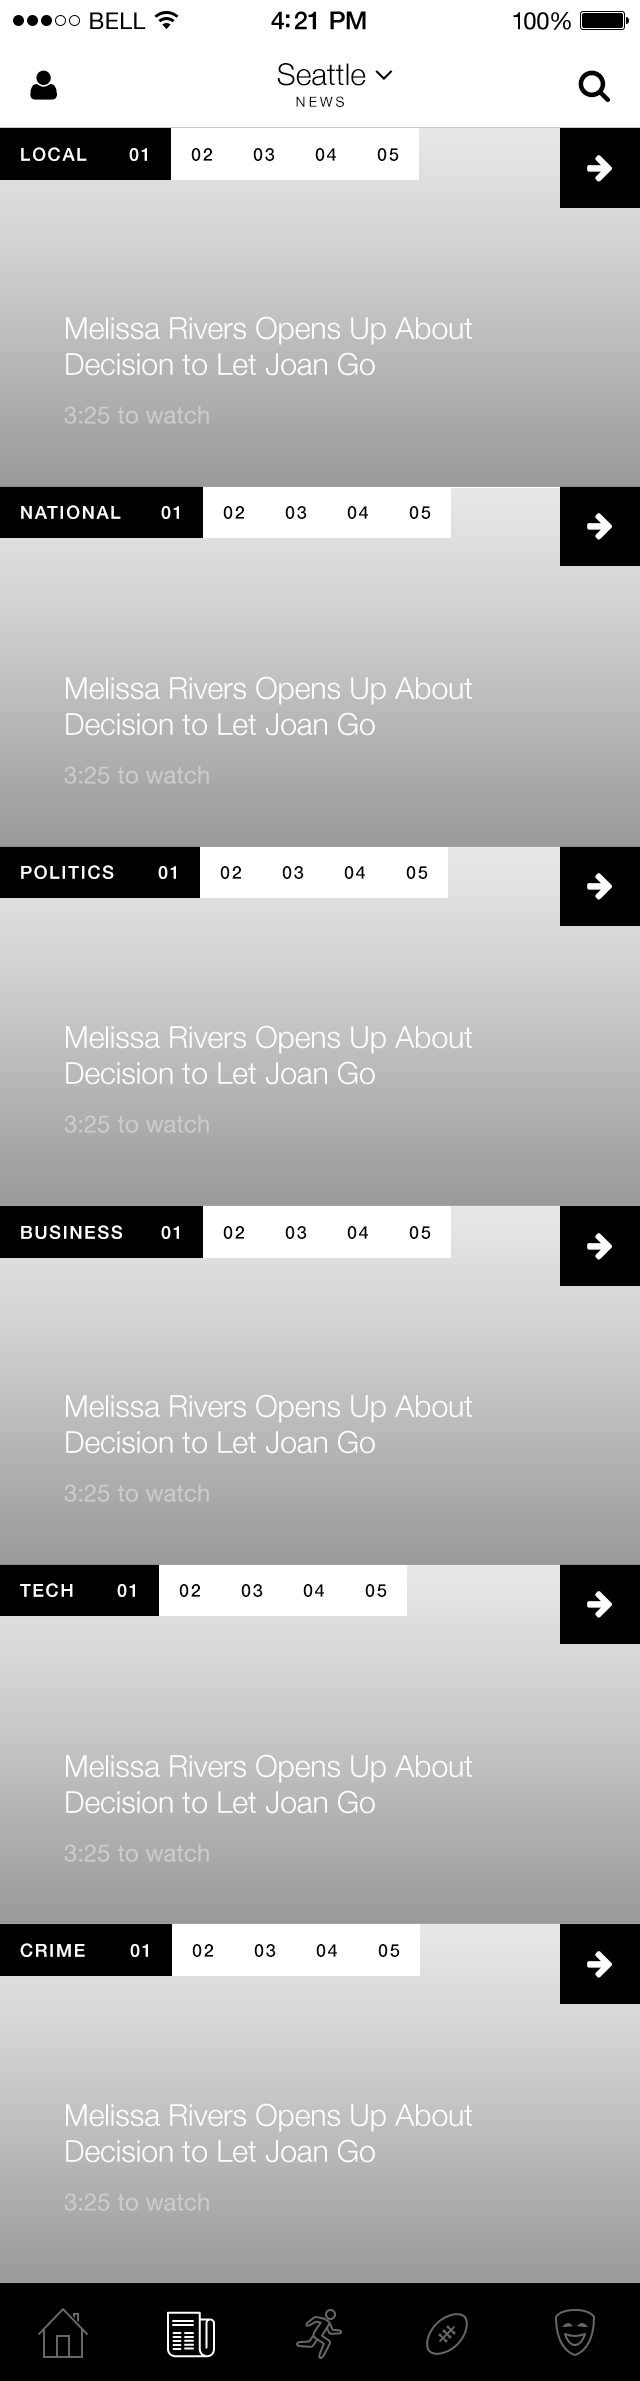 BELL 4:21 PM 100%
Seattle
NEWS
LOCAL 01 02 03 04 05
Melissa Rivers Opens Up About
Decision to Let Joan Go
3:25 to watch
NATIONAL 01 02 03 04 05
Melissa Rivers Opens Up About
Decision to Let Joan Go
3:25 to watch
POLITICS 01 02 03 04 05
Melissa Rivers Opens Up About
Decision to Let Joan Go
3:25 to watch
BUSINESS 01 02 03 04 05
Melissa Rivers Opens Up About
Decision to Let Joan Go
3:25 to watch
TECH 01 02 03 04 05
Melissa Rivers Opens Up About
Decision to Let Joan Go
3:25 to watch
CRIME 01 02 03 04 05
Melissa Rivers Opens Up About
Decision to Let Joan Go
3:25 to watch